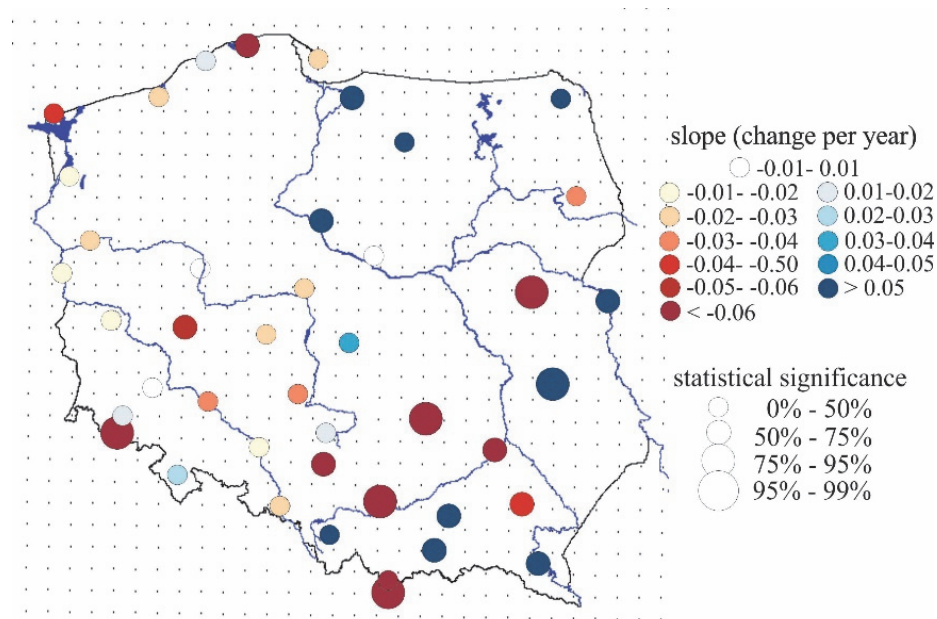 slope (change per year)
-0.01- 0.01
-0.01- -0.02 0.01-0.02
-0.02- -0.03 0.02-0.03
-0.03- -0.04 0.03-0.04
-0.04- -0.50 0.04-0.05
-0.05- -0.06 > 0.05
< -0.06
statistical significance
0% - 50%
50% - 75%
75% - 95%
95% - 99%